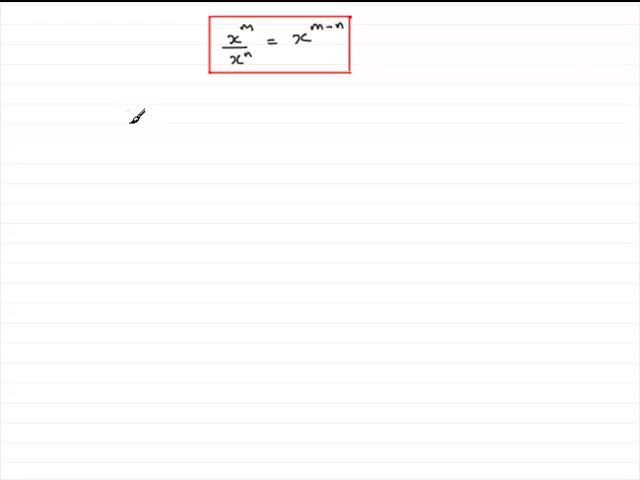 x^m / x^n = x^(m-n)